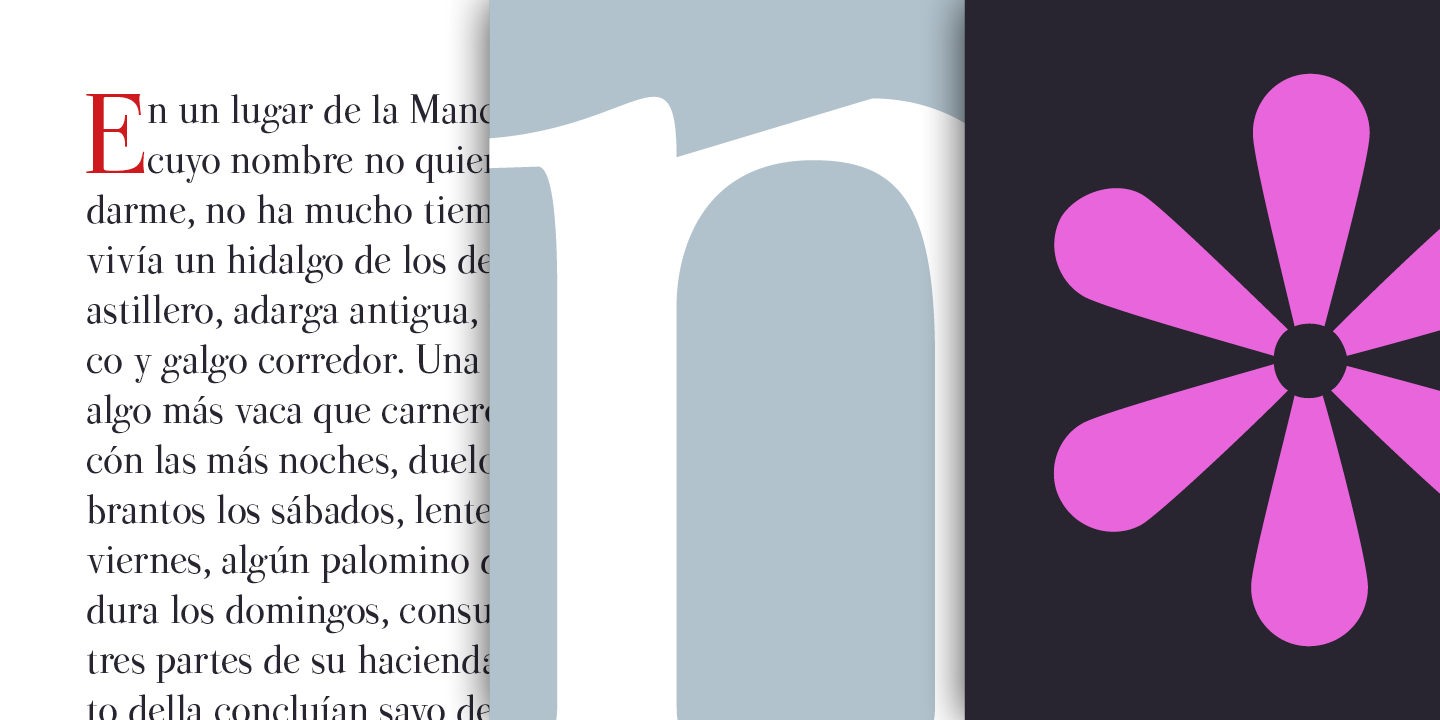 En un lugar de la Manc
cuyo nombre no quier
darme, no ha mucho tiem
vivía un hidalgo de los de
astillero, adarga antigua,
co y galgo corredor. Una
algo más vaca que carnero
cón las más noches, duelo
brantos los sábados, lente
viernes, algún palomino d
dura los domingos, consu
tres partes de su hacienda
to della concluían sayo de
n
*